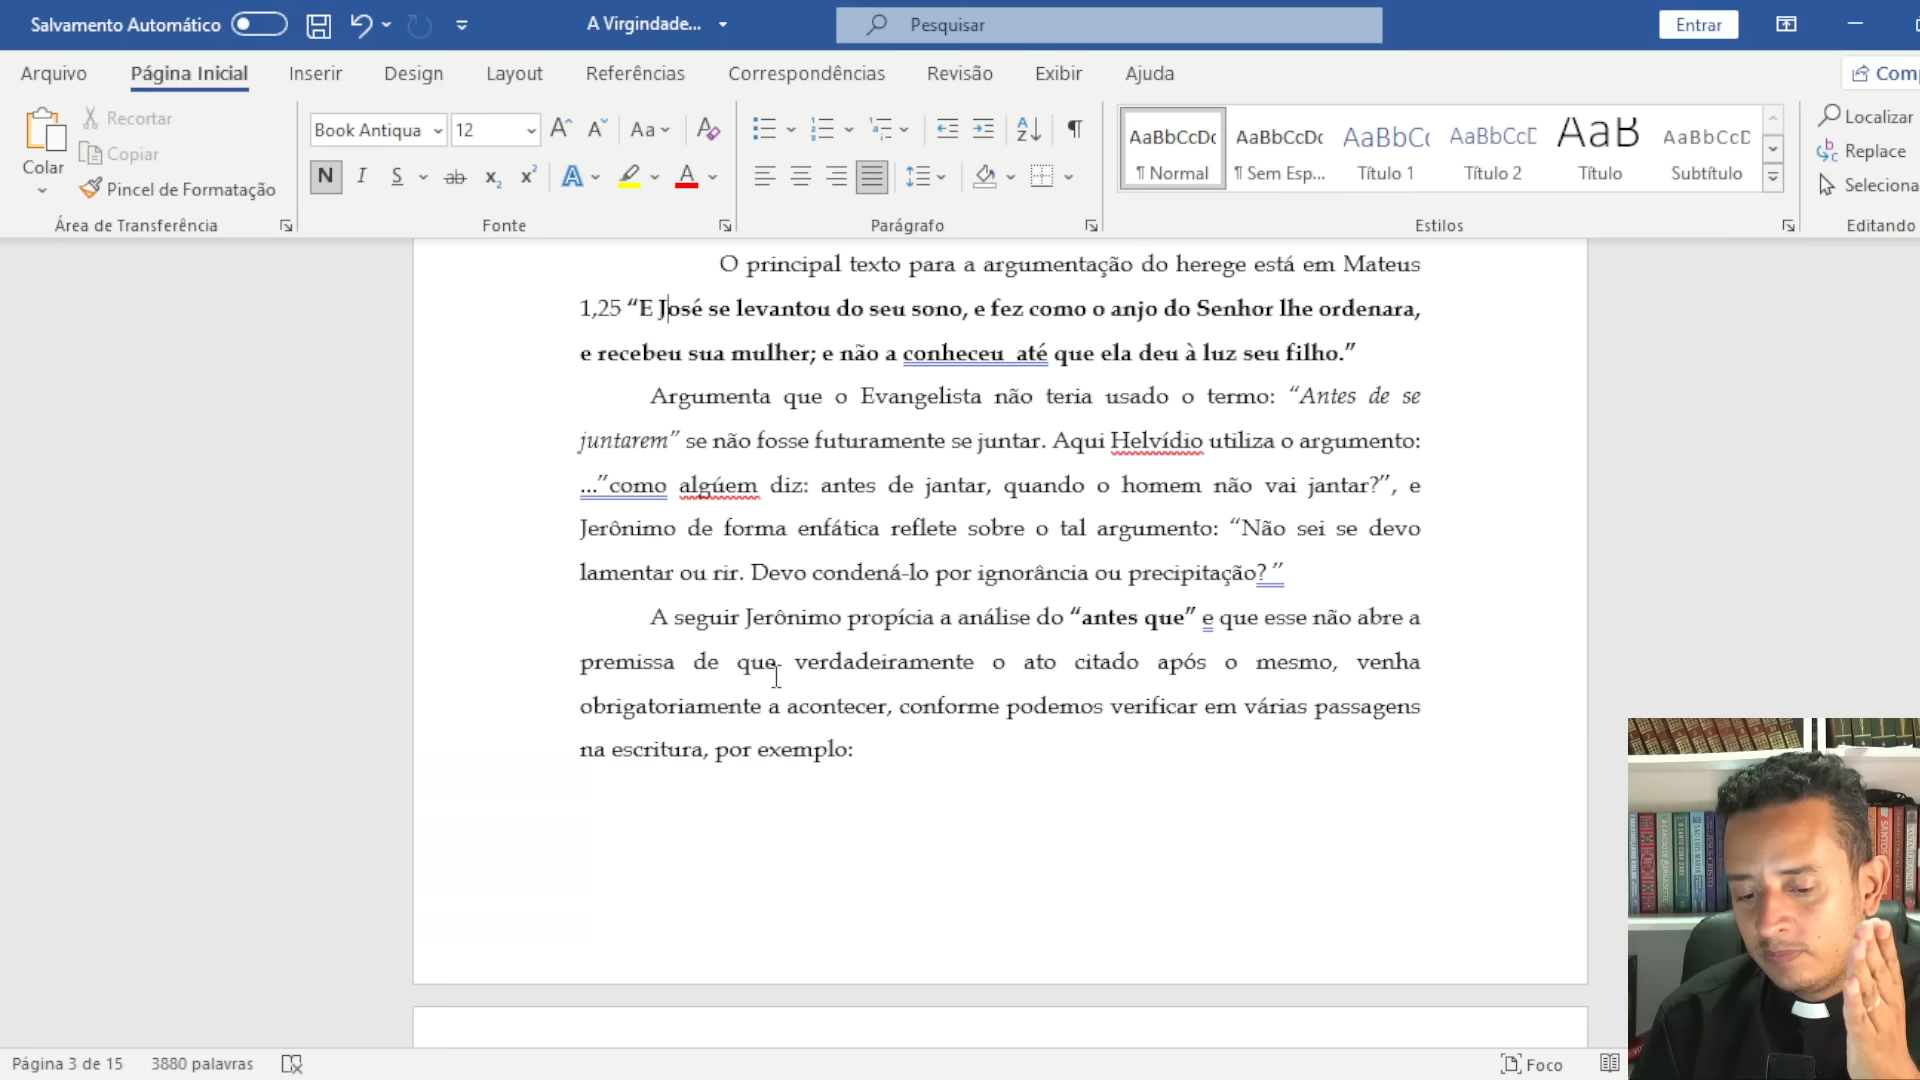 Salvamento Automático
A Virgindade...
Pesquisar
Entrar
Arquivo
Página Inicial
Inserir
Design
Layout
Referências
Correspondências
Revisão
Exibir
Ajuda
Comp
Colar
Recortar
Copiar
Pincel de Formatação
Área de Transferência
Book Antiqua
12
Fonte
Parágrafo
AaBbCcDc
¶ Normal
AaBbCcDc
¶ Sem Esp...
AaBbC(
Título 1
AaBbCcD
Título 2
AaB
Título
AaBbCcD
Subtítulo
Estilos
Localizar
Replace
Seleciona
Editando
O principal texto para a argumentação do herege está em Mateus
1,25 “E José se levantou do seu sono, e fez como o anjo do Senhor lhe ordenara,
e recebeu sua mulher; e não a conheceu até que ela deu à luz seu filho.”
Argumenta que o Evangelista não teria usado o termo: “Antes de se
juntarem” se não fosse futuramente se juntar. Aqui Helvídio utiliza o argumento:
...”como algúem diz: antes de jantar, quando o homem não vai jantar?”, e
Jerônimo de forma enfática reflete sobre o tal argumento: “Não sei se devo
lamentar ou rir. Devo condená-lo por ignorância ou precipitação? ”
A seguir Jerônimo propícia a análise do “antes que” e que esse não abre a
premissa de que verdadeiramente o ato citado após o mesmo, venha
obrigatoriamente a acontecer, conforme podemos verificar em várias passagens
na escritura, por exemplo:
Página 3 de 15
3880 palavras
Foco